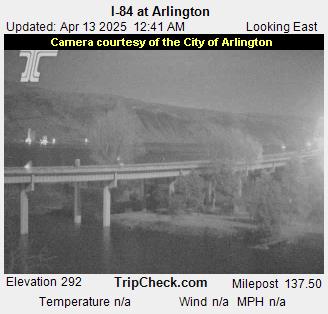 I-84 at Arlington
Updated: Apr 13 2025 12:41 AM Looking East
Camera courtesy of the City of Arlington
Elevation 292 TripCheck.com Milepost 137.50
Temperature n/a Wind n/a MPH n/a